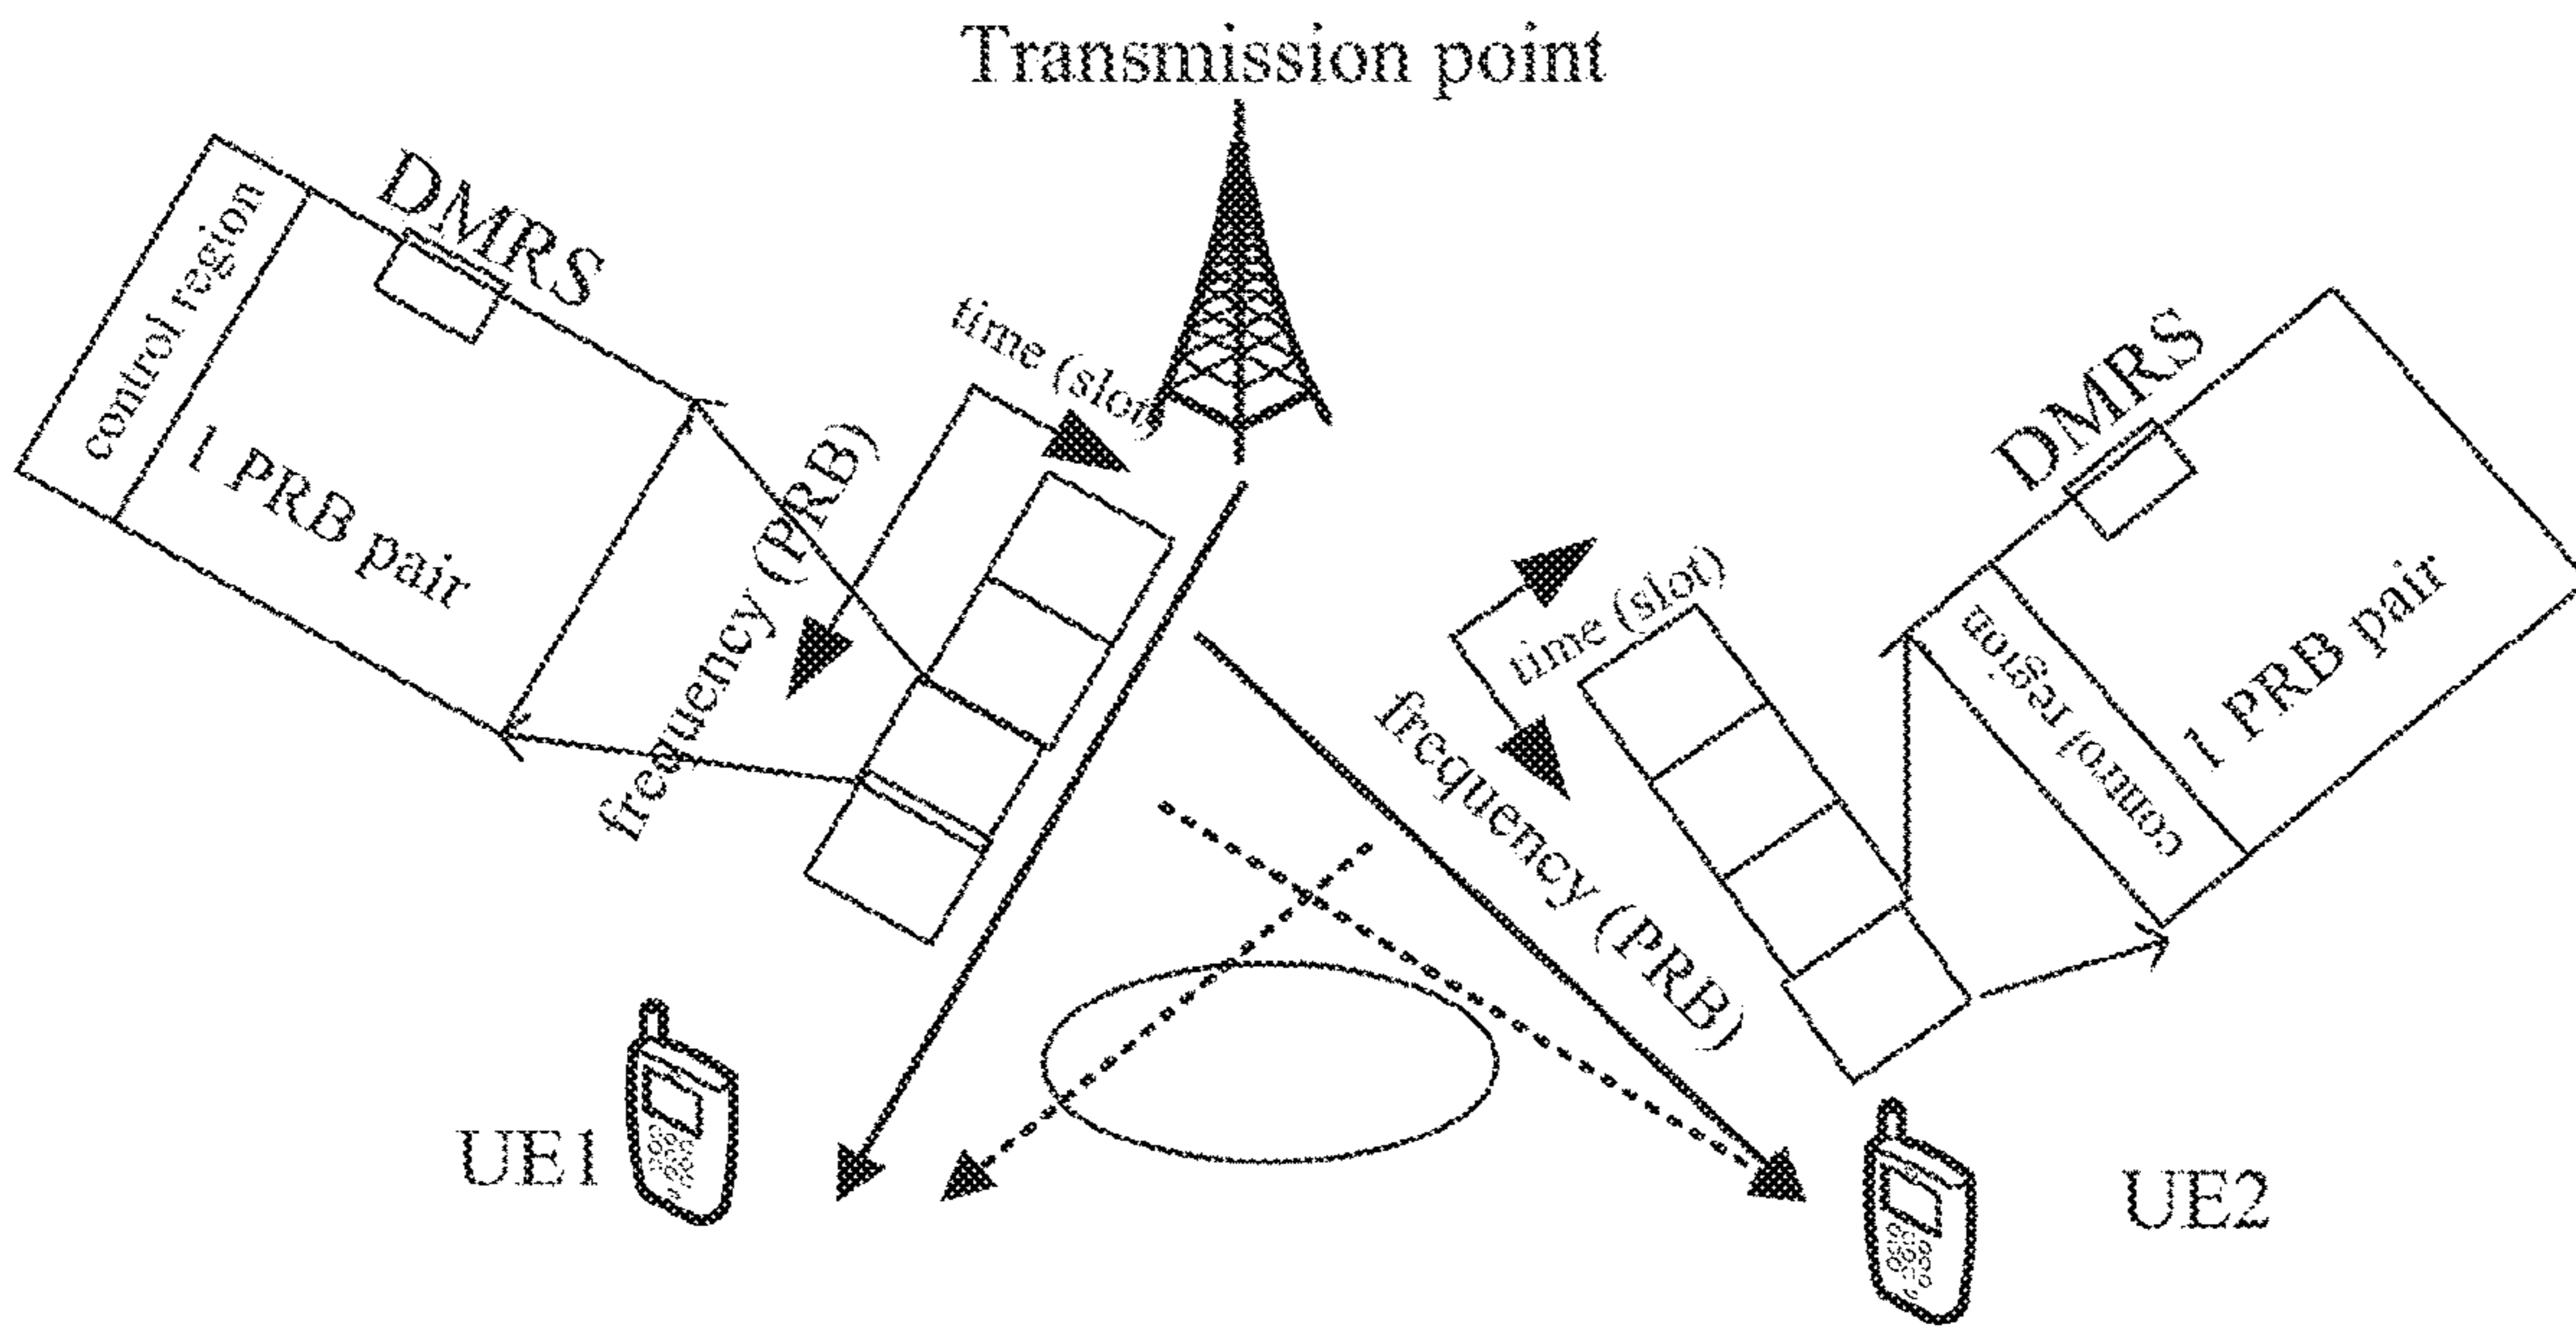 Transmission point
DMRS
control region
1 PRB pair
time (slot)
frequency (PRB)
DMRS
control region
1 PRB pair
time (slot)
frequency (PRB)
UE1
UE2